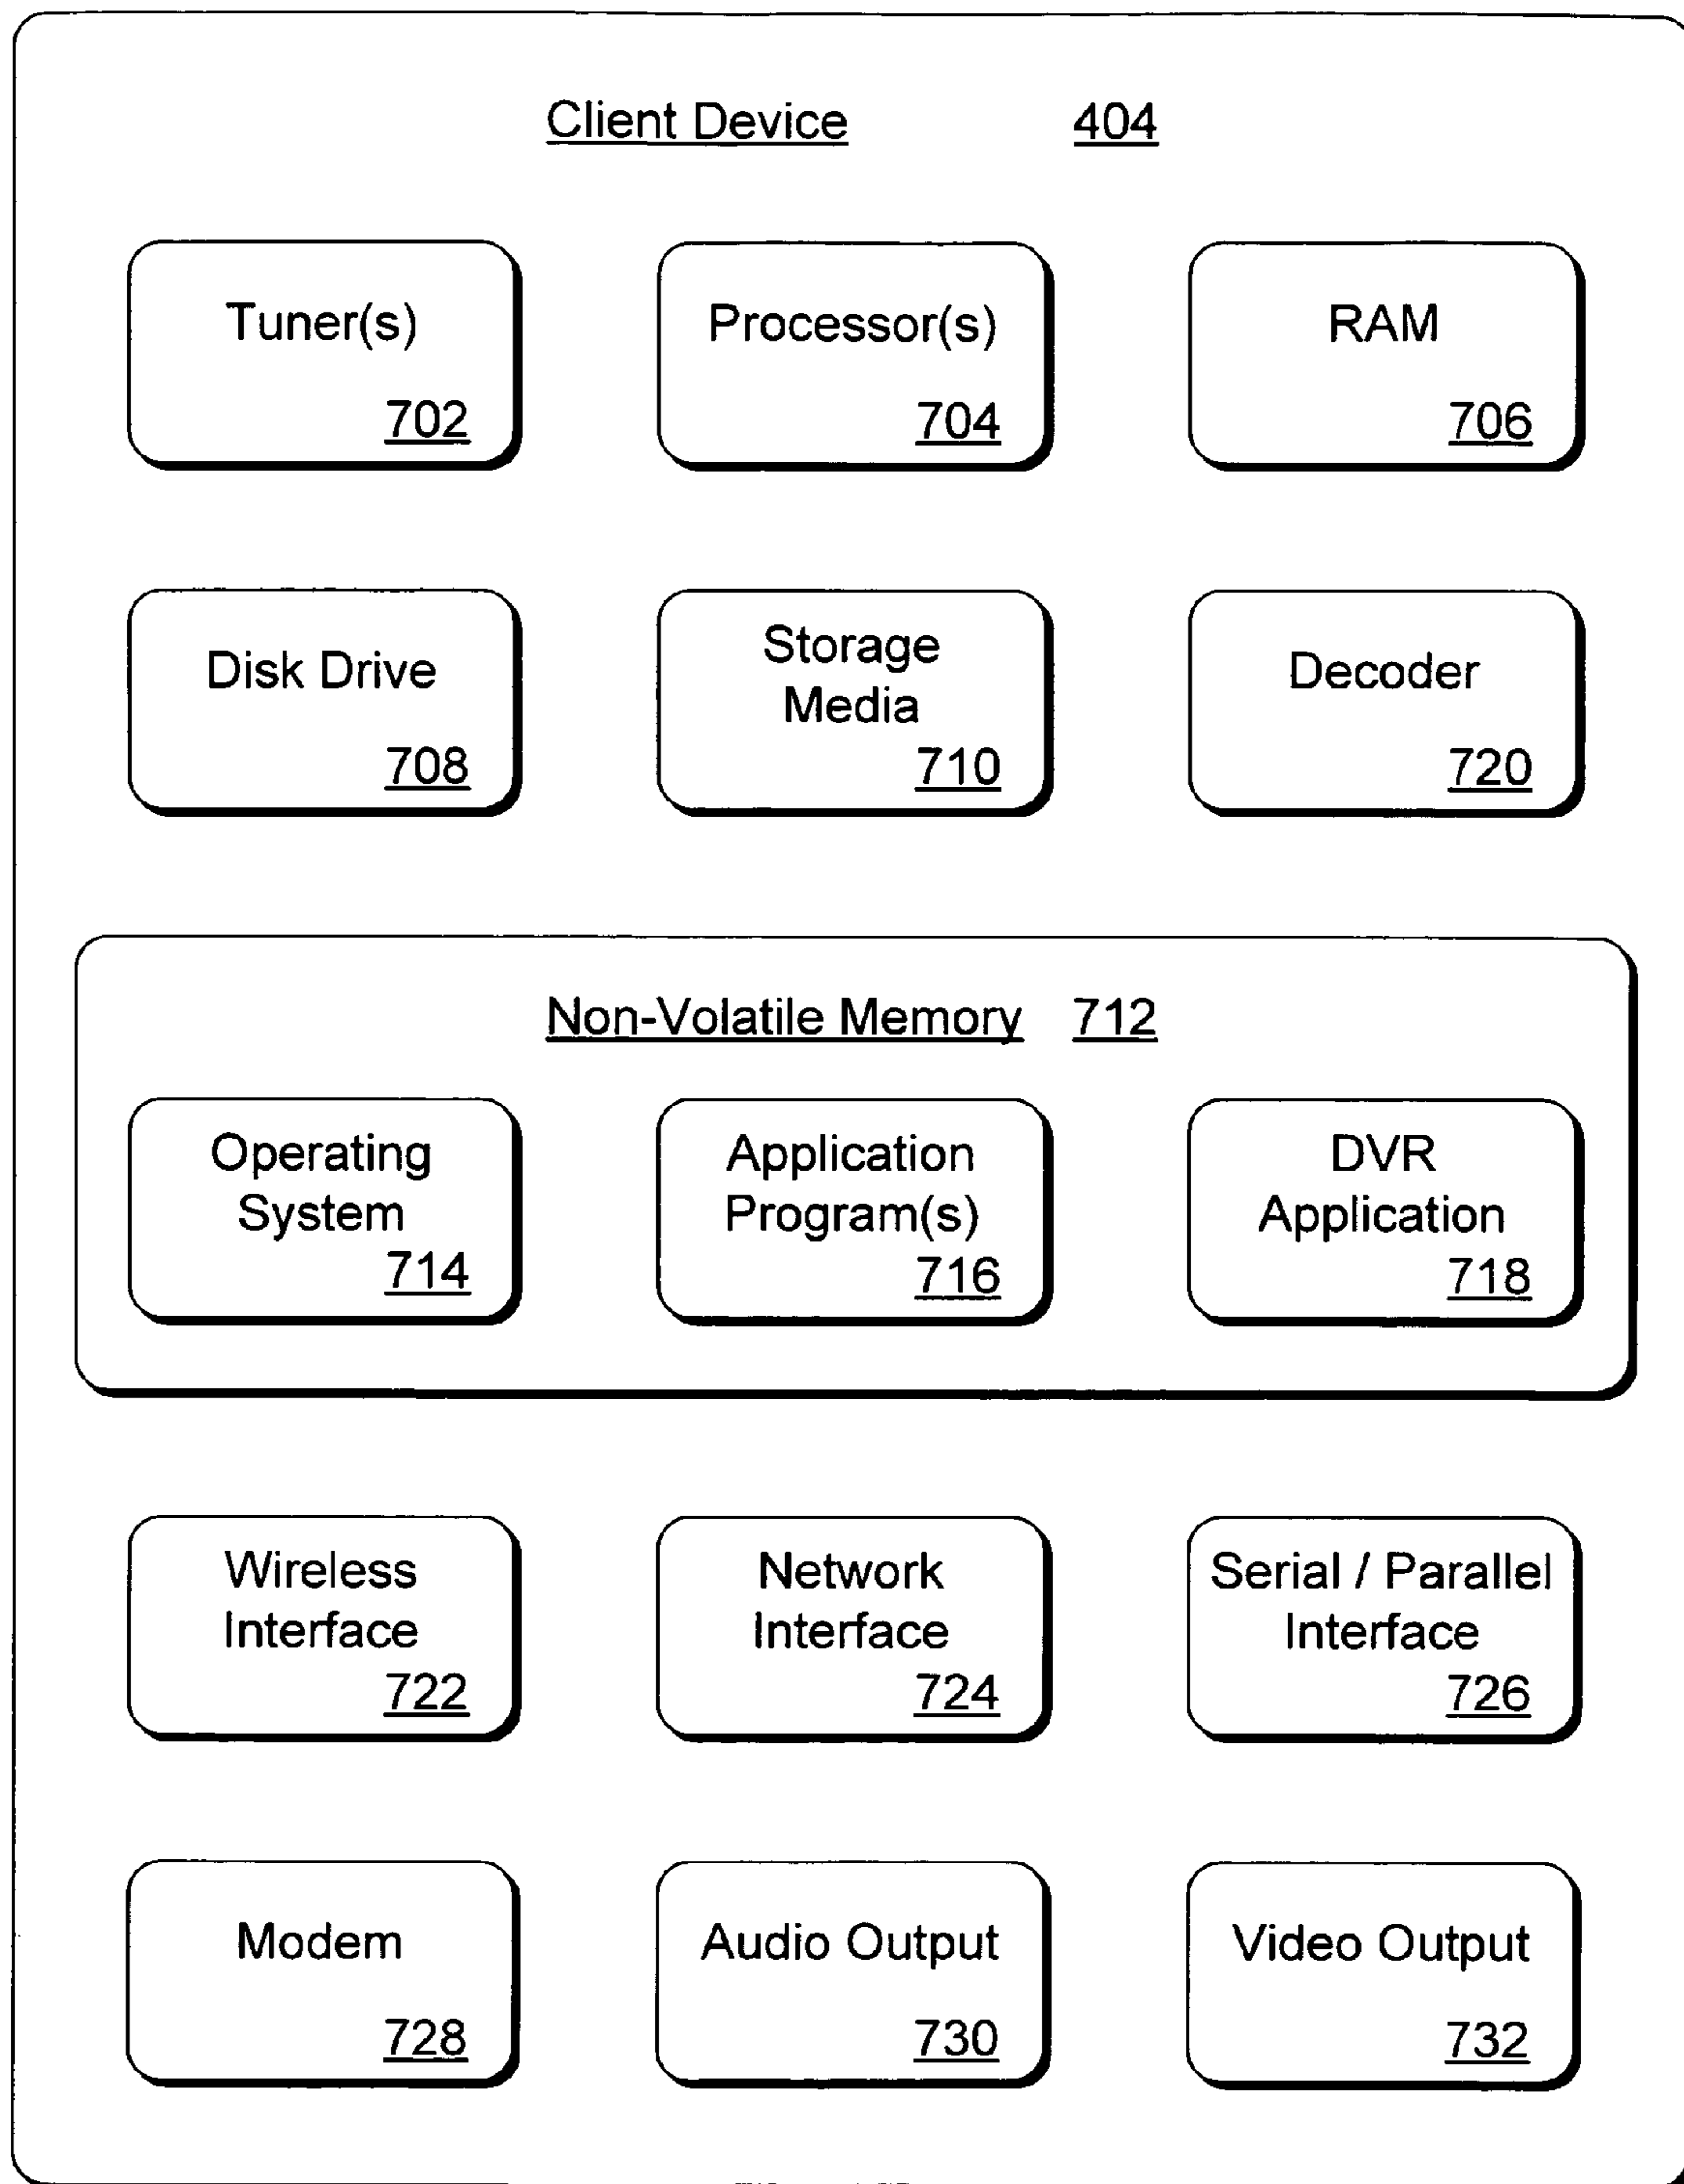 Client Device 404
Tuner(s)
702
Processor(s)
704
RAM
706
Disk Drive
708
Storage
Media
710
Decoder
720
Non-Volatile Memory 712
Operating
System
714
Application
Program(s)
716
DVR
Application
718
Wireless
Interface
722
Network
Interface
724
Serial / Parallel
Interface
726
Modem
728
Audio Output
730
Video Output
732